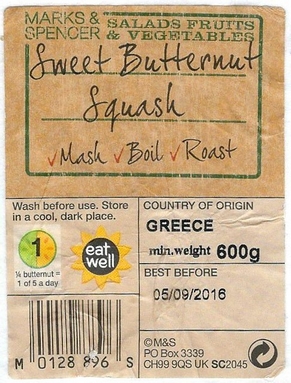 MARKS & SPENCER
SALADS FRUITS & VEGETABLES
Sweet Butternut
Squash
✓Mash ✓Boil ✓Roast
Wash before use. Store
in a cool, dark place.
1
¼ butternut =
1 of 5 a day
eat
well
M 0128 896 S
COUNTRY OF ORIGIN
GREECE
min.weight 600g
BEST BEFORE
05/09/2016
©M&S
PO Box 3339
CH99 9QS UK SC2045